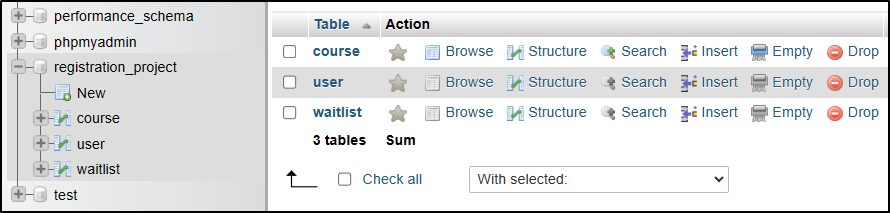 performance_schema
phpmyadmin
registration_project
New
course
user
waitlist
test
Table Action
course Browse Structure Search Insert Empty Drop
user Browse Structure Search Insert Empty Drop
waitlist Browse Structure Search Insert Empty Drop
3 tables Sum
Check all With selected: